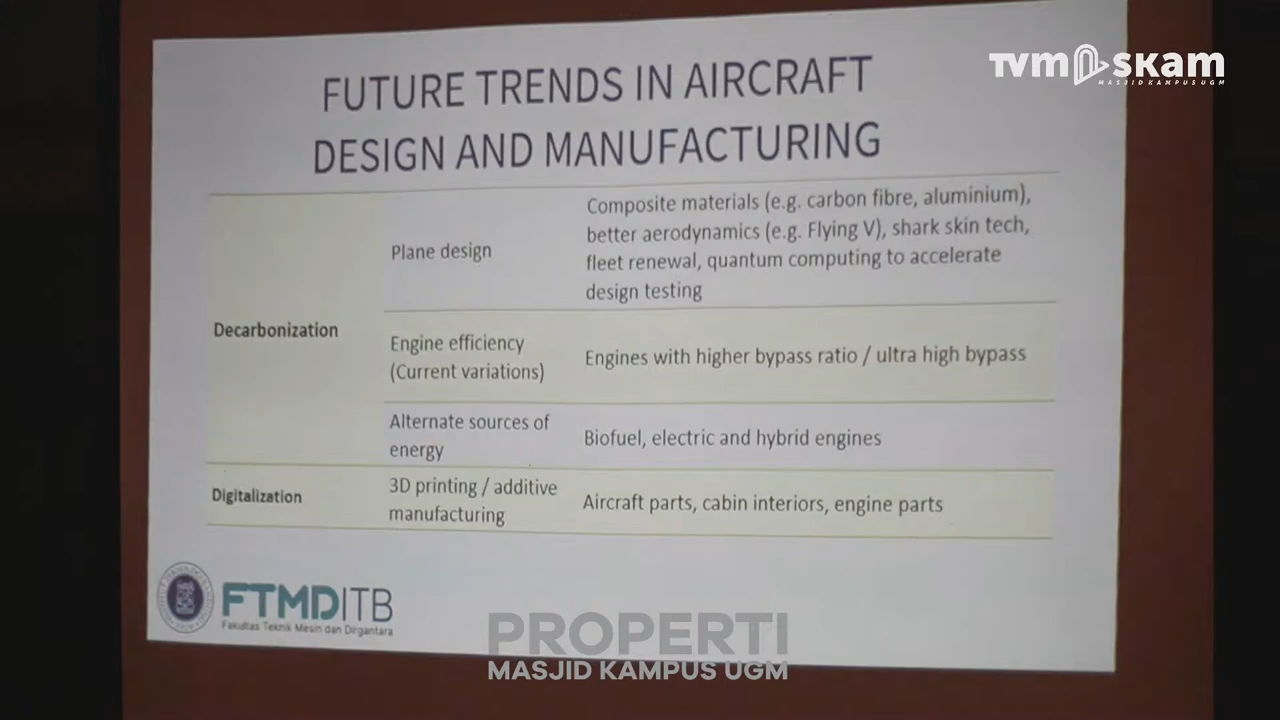 TVM SKAM
MASJID KAMPUS UGM
FUTURE TRENDS IN AIRCRAFT
DESIGN AND MANUFACTURING
Decarbonization
Plane design
Composite materials (e.g. carbon fibre, aluminium),
better aerodynamics (e.g. Flying V), shark skin tech,
fleet renewal, quantum computing to accelerate
design testing
Engine efficiency
(Current variations)
Engines with higher bypass ratio / ultra high bypass
Alternate sources of
energy
Biofuel, electric and hybrid engines
Digitalization
3D printing / additive
manufacturing
Aircraft parts, cabin interiors, engine parts
FTMDITB
Fakultas Teknik Mesin dan Dirgantara
PROPERTI
MASJID KAMPUS UGM